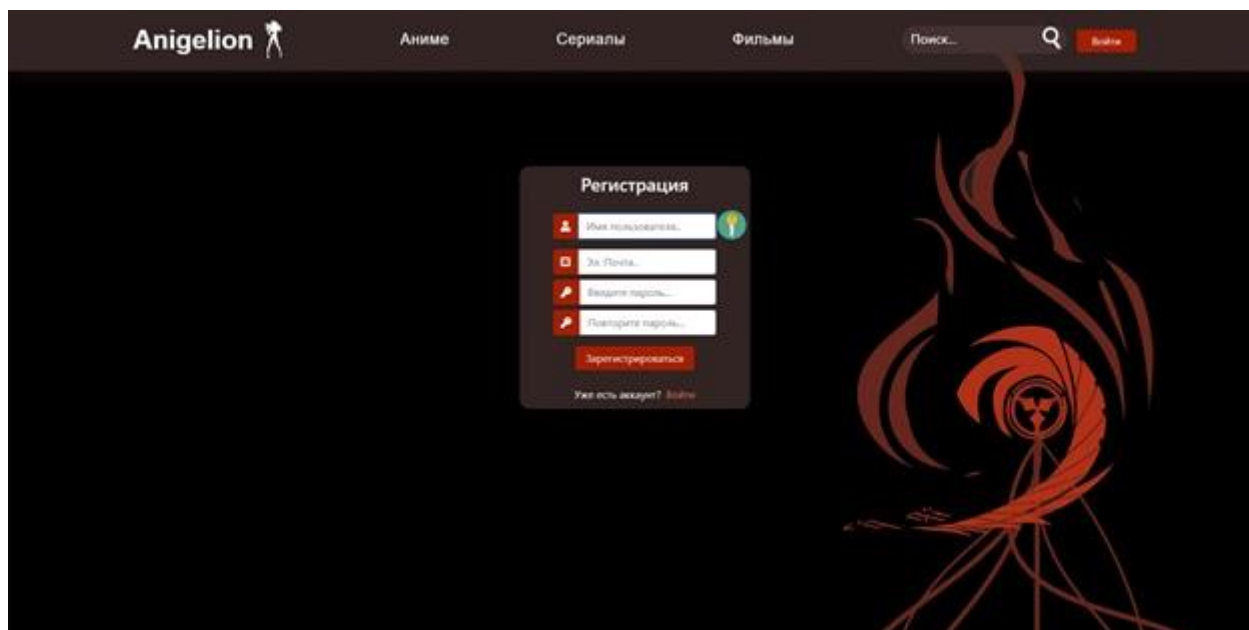 Anigelion
Аниме
Сериалы
Фильмы
Поиск...
Войти
Регистрация
Имя пользователя..
Эл. Почта..
Введите пароль...
Повторите пароль...
Зарегистрироваться
Уже есть аккаунт? Войти